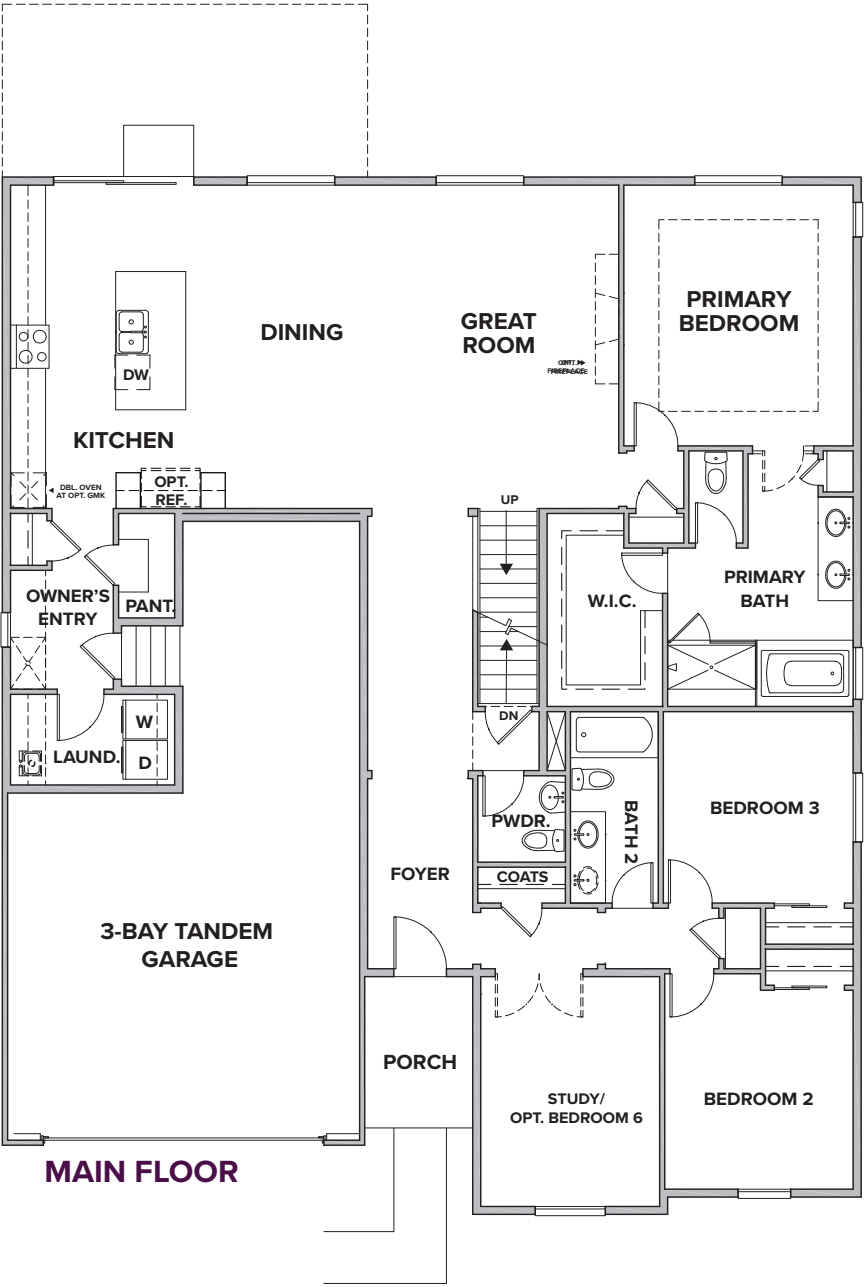 PRIMARY
BEDROOM
GREAT
ROOM
DINING
OPT.
FIREPLACE
DW
KITCHEN
DBL. OVEN
AT OPT. GMK
OPT.
REF.
UP
OWNER'S
ENTRY
PANT.
W.I.C.
PRIMARY
BATH
DN
W
LAUND.
D
PWDR.
BATH 2
BEDROOM 3
FOYER
COATS
3-BAY TANDEM
GARAGE
PORCH
STUDY/
OPT. BEDROOM 6
BEDROOM 2
MAIN FLOOR